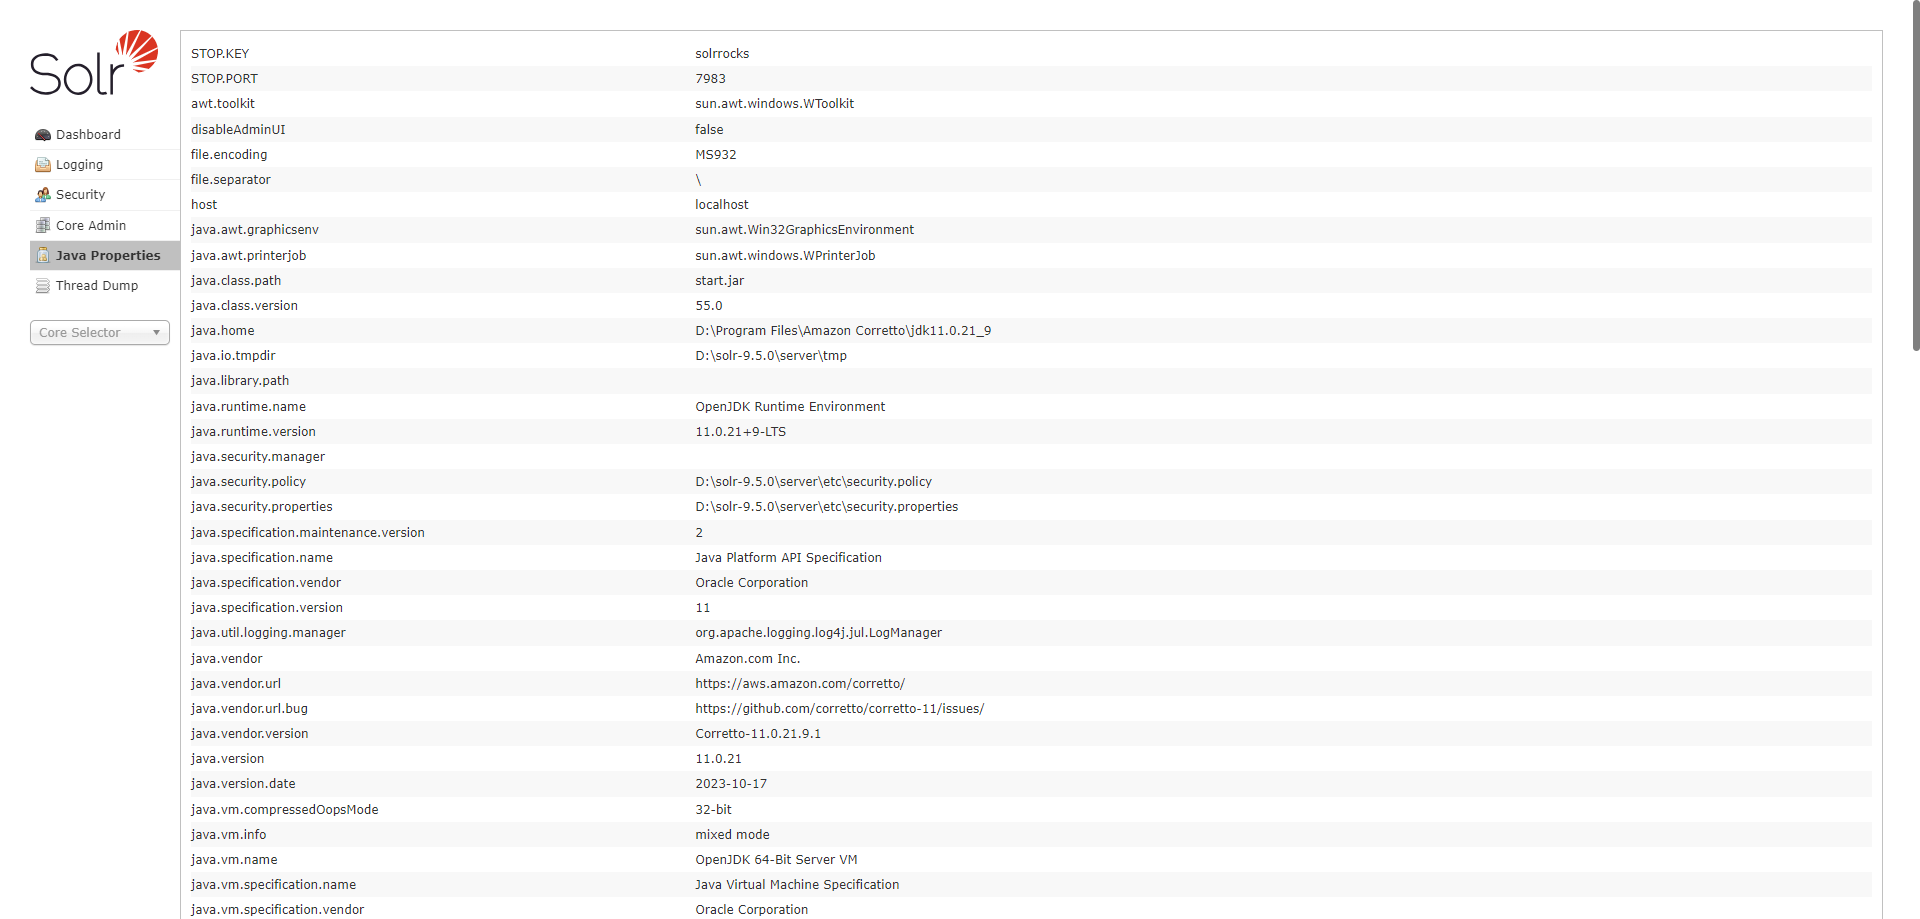 Solr
Dashboard
Logging
Security
Core Admin
Java Properties
Thread Dump
Core Selector
STOP.KEY solrrocks
STOP.PORT 7983
awt.toolkit sun.awt.windows.WToolkit
disableAdminUI false
file.encoding MS932
file.separator \
host localhost
java.awt.graphicsenv sun.awt.Win32GraphicsEnvironment
java.awt.printerjob sun.awt.windows.WPrinterJob
java.class.path start.jar
java.class.version 55.0
java.home D:\Program Files\Amazon Corretto\jdk11.0.21_9
java.io.tmpdir D:\solr-9.5.0\server\tmp
java.library.path
java.runtime.name OpenJDK Runtime Environment
java.runtime.version 11.0.21+9-LTS
java.security.manager
java.security.policy D:\solr-9.5.0\server\etc\security.policy
java.security.properties D:\solr-9.5.0\server\etc\security.properties
java.specification.maintenance.version 2
java.specification.name Java Platform API Specification
java.specification.vendor Oracle Corporation
java.specification.version 11
java.util.logging.manager org.apache.logging.log4j.jul.LogManager
java.vendor Amazon.com Inc.
java.vendor.url https://aws.amazon.com/corretto/
java.vendor.url.bug https://github.com/corretto/corretto-11/issues/
java.vendor.version Corretto-11.0.21.9.1
java.version 11.0.21
java.version.date 2023-10-17
java.vm.compressedOopsMode 32-bit
java.vm.info mixed mode
java.vm.name OpenJDK 64-Bit Server VM
java.vm.specification.name Java Virtual Machine Specification
java.vm.specification.vendor Oracle Corporation